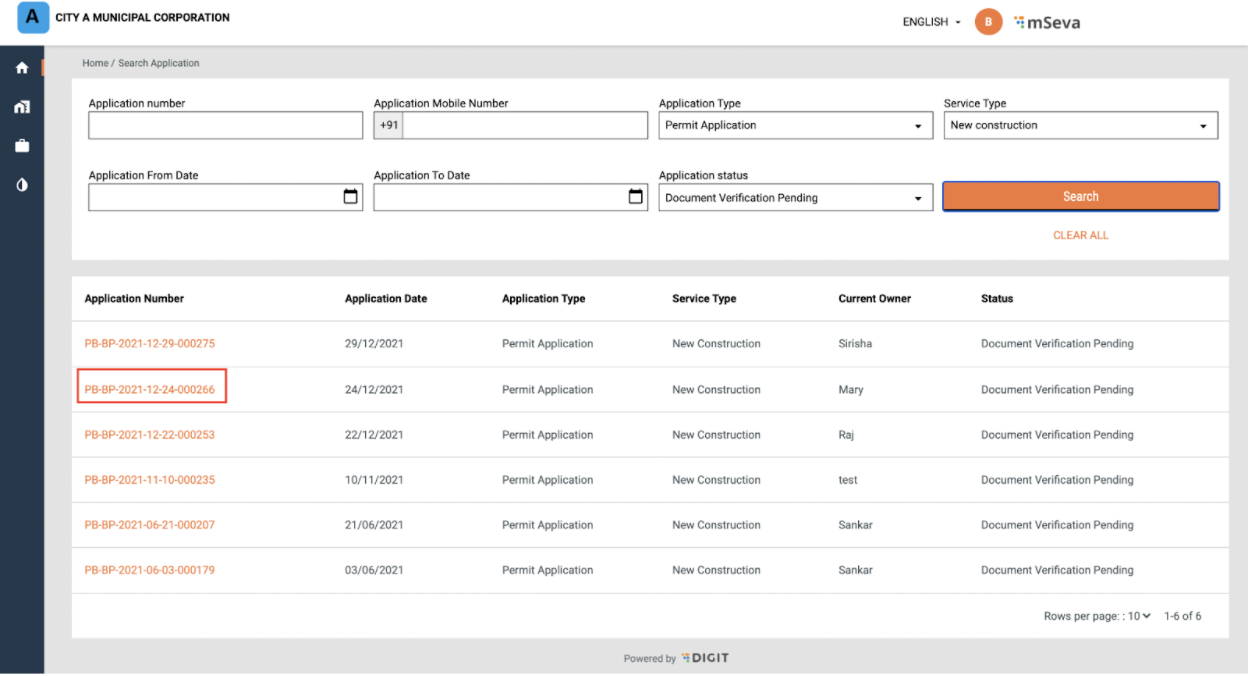 A CITY A MUNICIPAL CORPORATION ENGLISH B mSeva
Home / Search Application
Application number Application Mobile Number Application Type Service Type
+91 Permit Application New construction
Application From Date Application To Date Application status
Document Verification Pending Search
CLEAR ALL
Application Number Application Date Application Type Service Type Current Owner Status
PB-BP-2021-12-29-000275 29/12/2021 Permit Application New Construction Sirisha Document Verification Pending
PB-BP-2021-12-24-000266 24/12/2021 Permit Application New Construction Mary Document Verification Pending
PB-BP-2021-12-22-000253 22/12/2021 Permit Application New Construction Raj Document Verification Pending
PB-BP-2021-11-10-000235 10/11/2021 Permit Application New Construction test Document Verification Pending
PB-BP-2021-06-21-000207 21/06/2021 Permit Application New Construction Sankar Document Verification Pending
PB-BP-2021-06-03-000179 03/06/2021 Permit Application New Construction Sankar Document Verification Pending
Rows per page: : 10 1-6 of 6
Powered by DIGIT